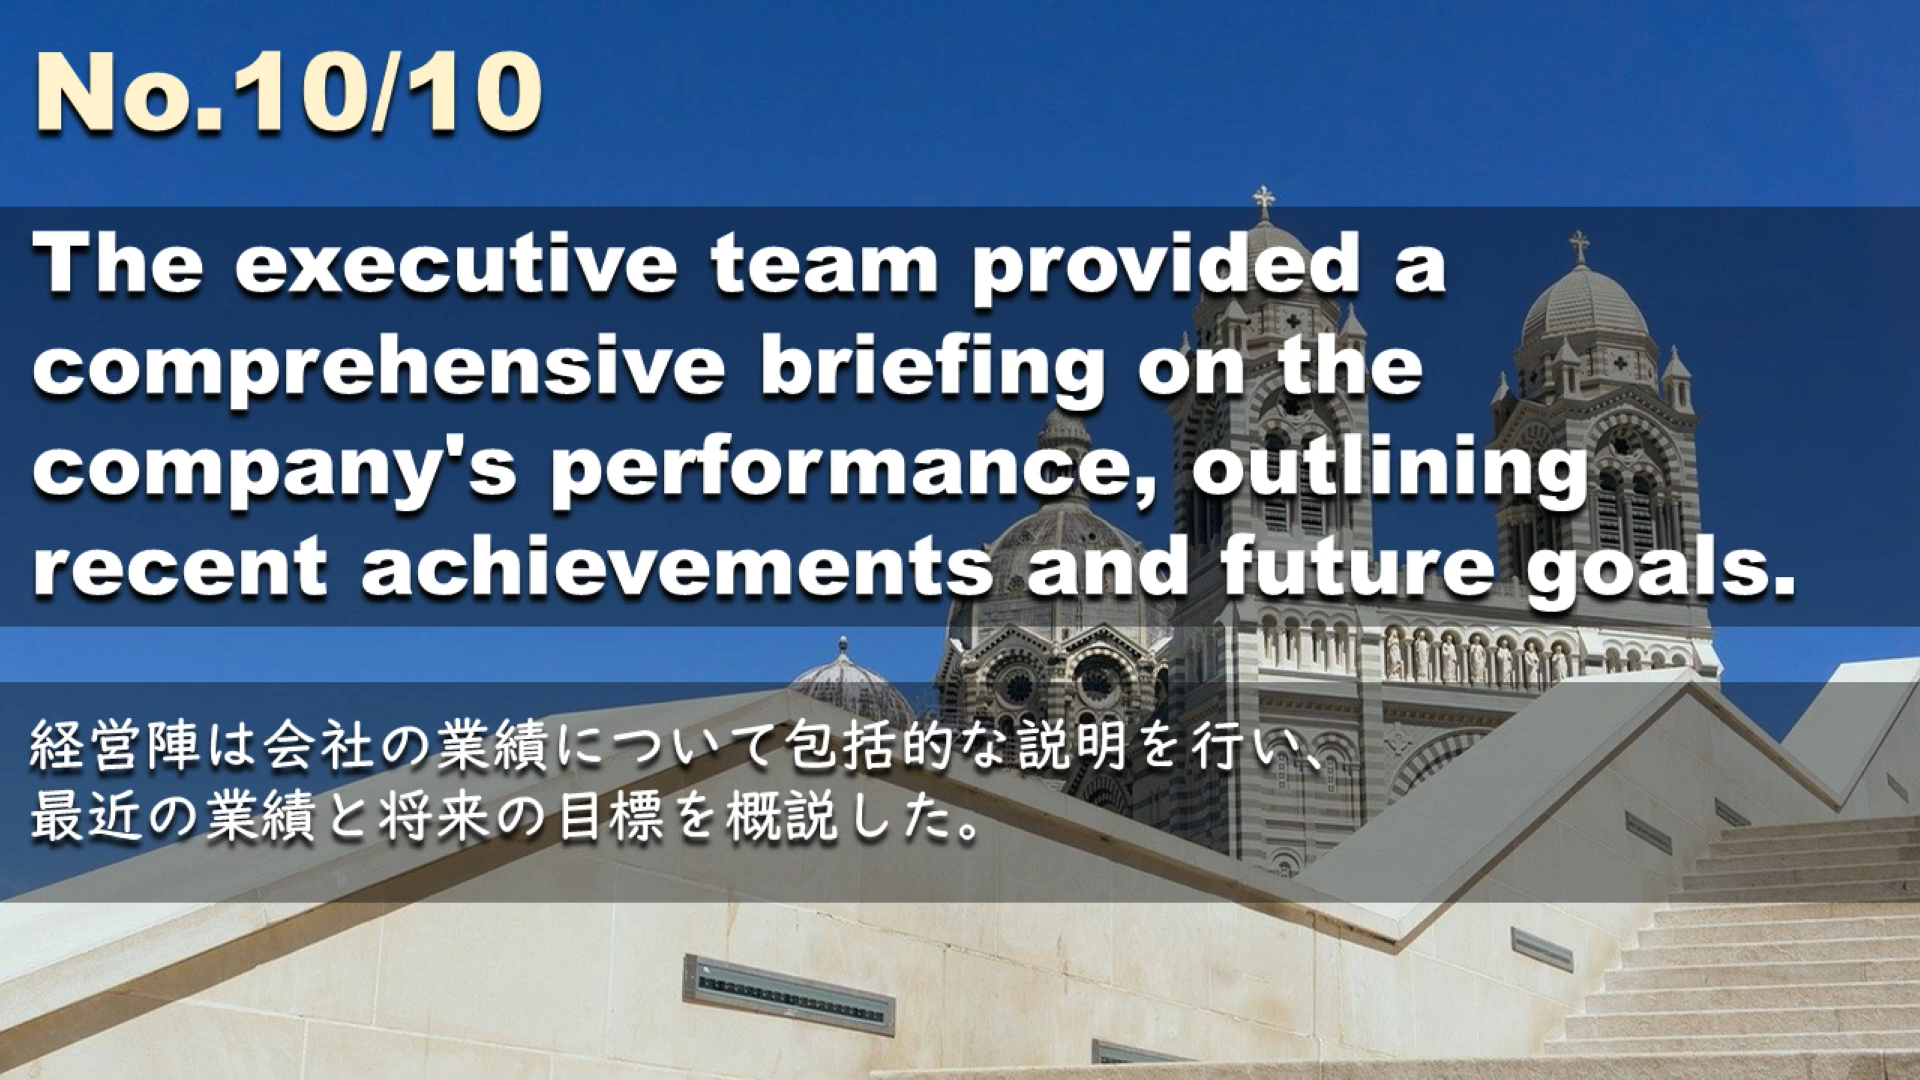 No.10/10
The executive team provided a
comprehensive briefing on the
company's performance, outlining
recent achievements and future goals.
経営陣は会社の業績について包括的な説明を行い、
最近の業績と将来の目標を概説した。